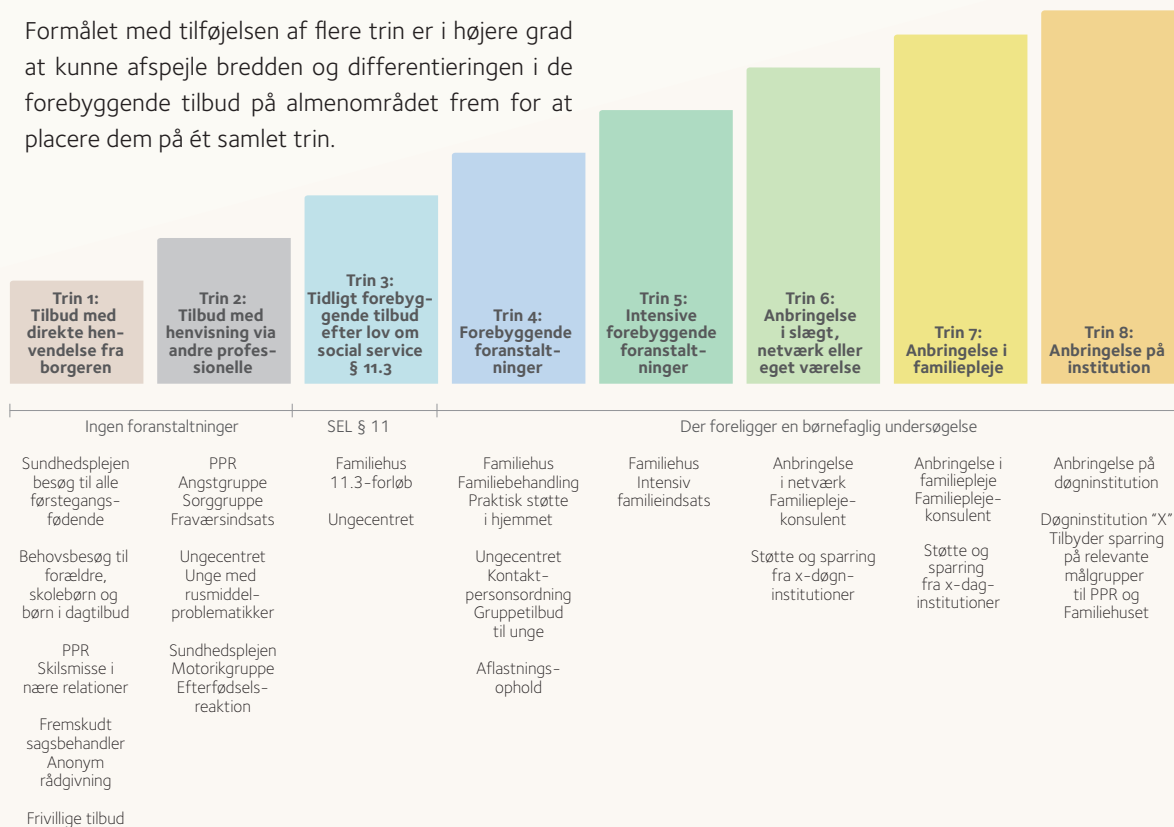 Formålet med tilføjelsen af flere trin er i højere grad
at kunne afspejle bredden og differentieringen i de
forebyggende tilbud på almenområdet frem for at
placere dem på ét samlet trin.
Trin 1:
Tilbud med
direkte hen-
vendelse fra
borgeren
Trin 2:
Tilbud med
henvisning via
andre profes-
sionelle
Trin 3:
Tidligt forebyg-
gende tilbud
efter lov om
social service
§ 11.3
Trin 4:
Forebyggende
foranstalt-
ninger
Trin 5:
Intensive
forebyggende
foranstalt-
ninger
Trin 6:
Anbringelse
i slægt,
netværk eller
eget værelse
Trin 7:
Anbringelse i
familiepleje
Trin 8:
Anbringelse på
institution
Ingen foranstaltninger
SEL § 11
Der foreligger en børnefaglig undersøgelse
Sundhedsplejen
besøg til alle
førstegangs-
fødende
Behovsbesøg til
forældre,
skolebørn og
børn i dagtilbud
PPR
Skilsmisse i
nære relationer
Fremskudt
sagsbehandler
Anonym
rådgivning
Frivillige tilbud
PPR
Angstgruppe
Sorggruppe
Fraværsindsats
Ungecentret
Unge med
rusmiddel-
problematikker
Sundhedsplejen
Motorikgruppe
Efterfødsels-
reaktion
Familiehus
11.3-forløb
Ungecentret
Familiehus
Familiebehandling
Praktisk støtte
i hjemmet
Ungecentret
Kontakt-
personsordning
Gruppetilbud
til unge
Aflastnings-
ophold
Familiehus
Intensiv
familieindsats
Anbringelse
i netværk
Familiepleje-
konsulent
Støtte og sparring
fra x-døgn-
institutioner
Anbringelse i
familiepleje
Familiepleje-
konsulent
Støtte og
sparring
fra x-dag-
institutioner
Anbringelse på
døgninstitution
Døgninstitution “X”
Tilbyder sparring
på relevante
målgrupper
til PPR og
Familiehuset